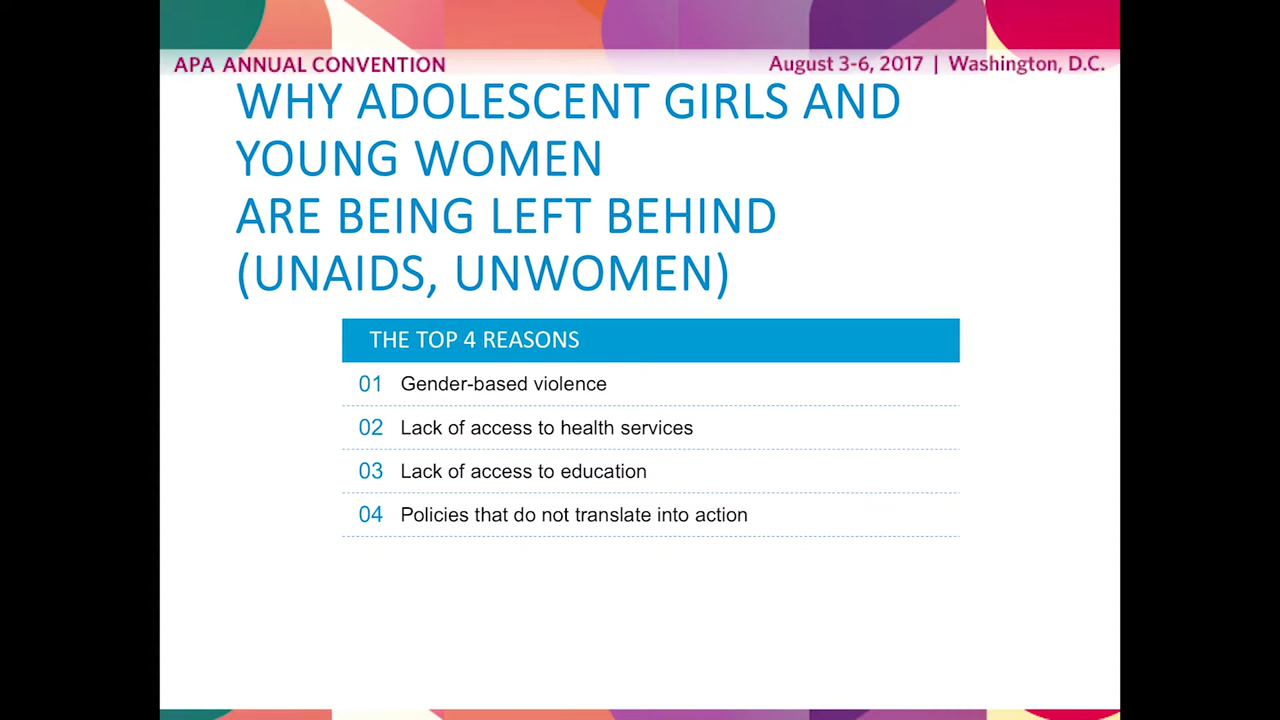 APA ANNUAL CONVENTION
August 3-6, 2017 | Washington, D.C.
WHY ADOLESCENT GIRLS AND
YOUNG WOMEN
ARE BEING LEFT BEHIND
(UNAIDS, UNWOMEN)
THE TOP 4 REASONS
01 Gender-based violence
02 Lack of access to health services
03 Lack of access to education
04 Policies that do not translate into action